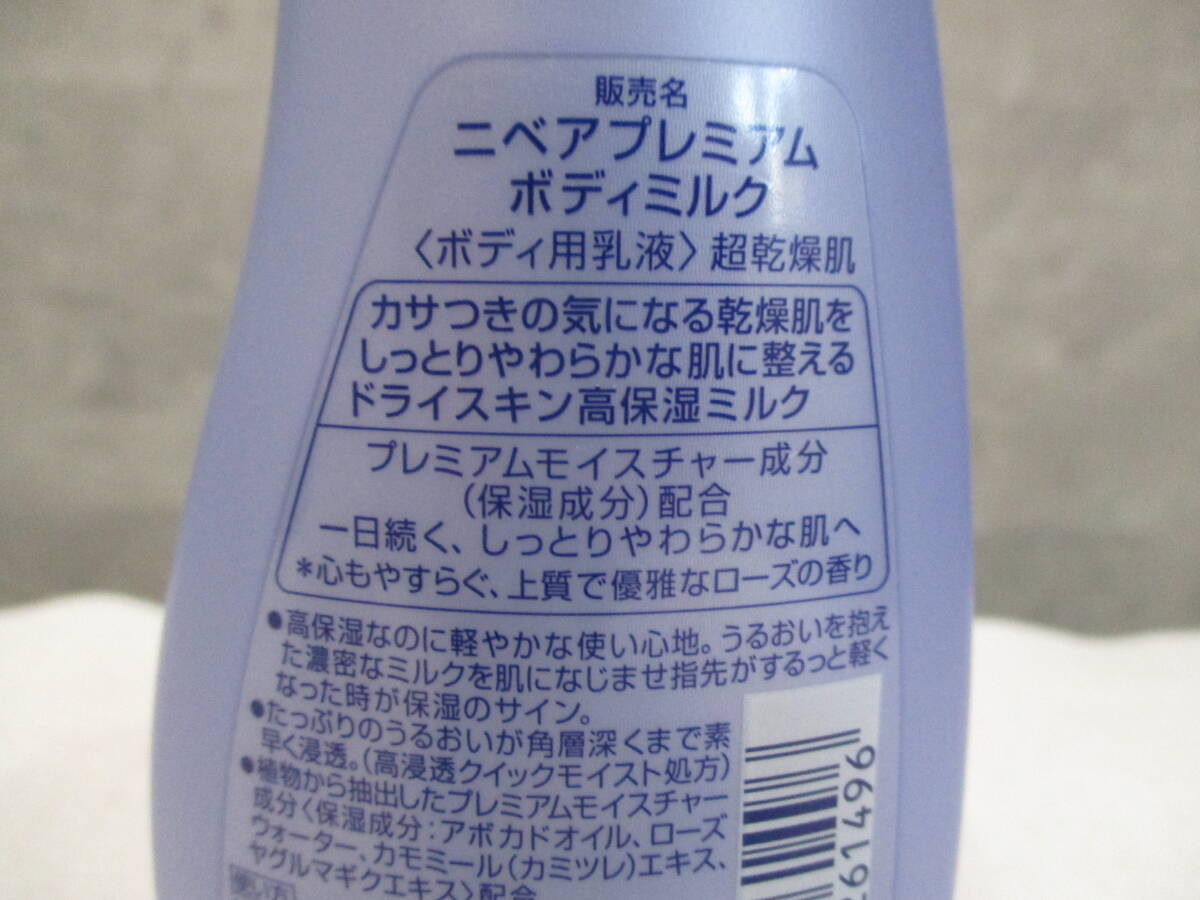 販売名
ニベアプレミアム
ボディミルク
〈ボディ用乳液〉超乾燥肌
カサつきの気になる乾燥肌を
しっとりやわらかな肌に整える
ドライスキン高保湿ミルク
プレミアムモイスチャー成分
(保湿成分)配合
一日続く、しっとりやわらかな肌へ
*心もやすらぐ、上質で優雅なローズの香り
●高保湿なのに軽やかな使い心地。うるおいを抱え
た濃密なミルクを肌になじませ指先がするっと軽く
なった時が保湿のサイン。
●たっぷりのうるおいが角層深くまで素
早く浸透。(高浸透クイックモイスト処方)
●植物から抽出したプレミアムモイスチャー
成分〈保湿成分:アボカドオイル、ローズ
ウォーター、カモミール(カミツレ)エキス、
ヤグルマギクエキス〉配合
使い方
261496